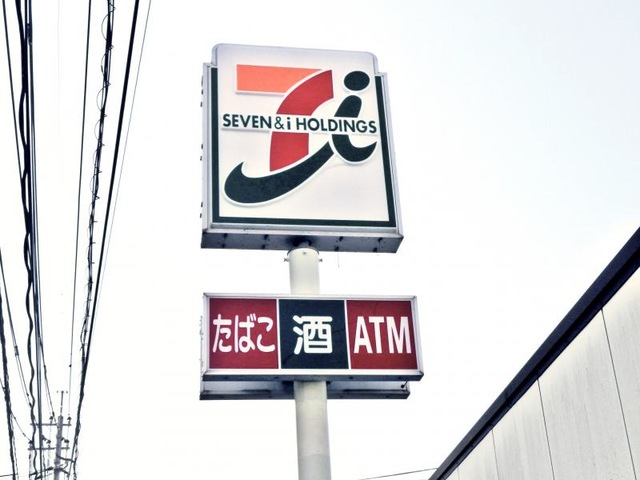 SEVEN & i HOLDINGS
たばこ 酒 ATM